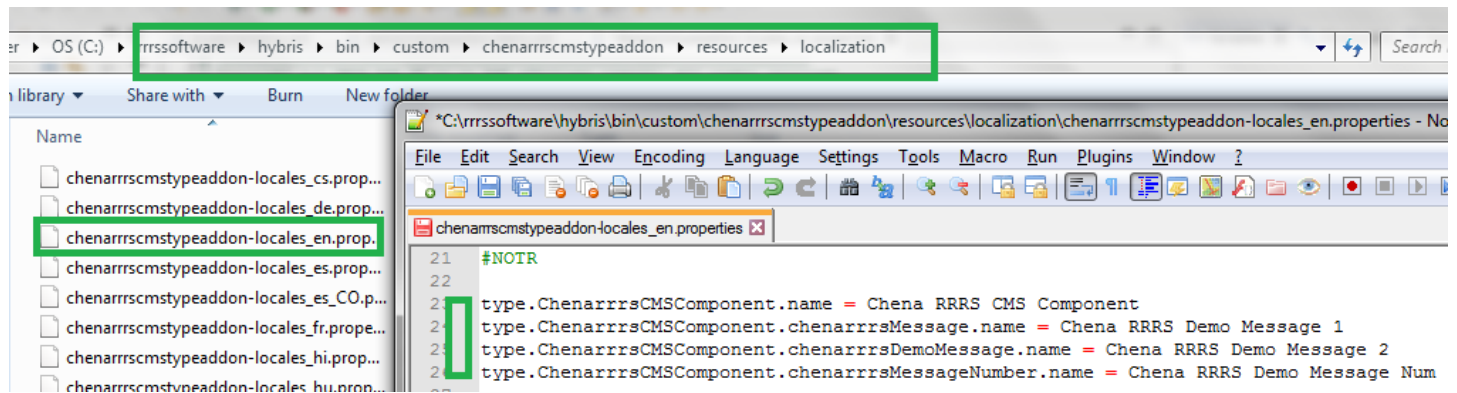 er ▸ OS (C:) ▸ rrrssoftware ▸ hybris ▸ bin ▸ custom ▸ chenarrrscmstypeaddon ▸ resources ▸ localization
Search
library Share with Burn New folder
Name
chenarrrscmstypeaddon-locales_cs.prop...
chenarrrscmstypeaddon-locales_de.prop...
chenarrrscmstypeaddon-locales_en.prop.
chenarrrscmstypeaddon-locales_es.prop...
chenarrrscmstypeaddon-locales_es_CO.p...
chenarrrscmstypeaddon-locales_fr.prope...
chenarrrscmstypeaddon-locales_hi.prop...
chenarrrscmstypeaddon-locales_hu.prop...
*C:\rrrssoftware\hybris\bin\custom\chenarrrscmstypeaddon\resources\localization\chenarrrscmstypeaddon-locales_en.properties - No
File Edit Search View Encoding Language Settings Tools Macro Run Plugins Window ?
chenarrrscmstypeaddon-locales_en.properties
21 #NOTR
22
type.ChenarrrsCMSComponent.name = Chena RRRS CMS Component
type.ChenarrrsCMSComponent.chenarrrsMessage.name = Chena RRRS Demo Message 1
type.ChenarrrsCMSComponent.chenarrrsDemoMessage.name = Chena RRRS Demo Message 2
type.ChenarrrsCMSComponent.chenarrrsMessageNumber.name = Chena RRRS Demo Message Num